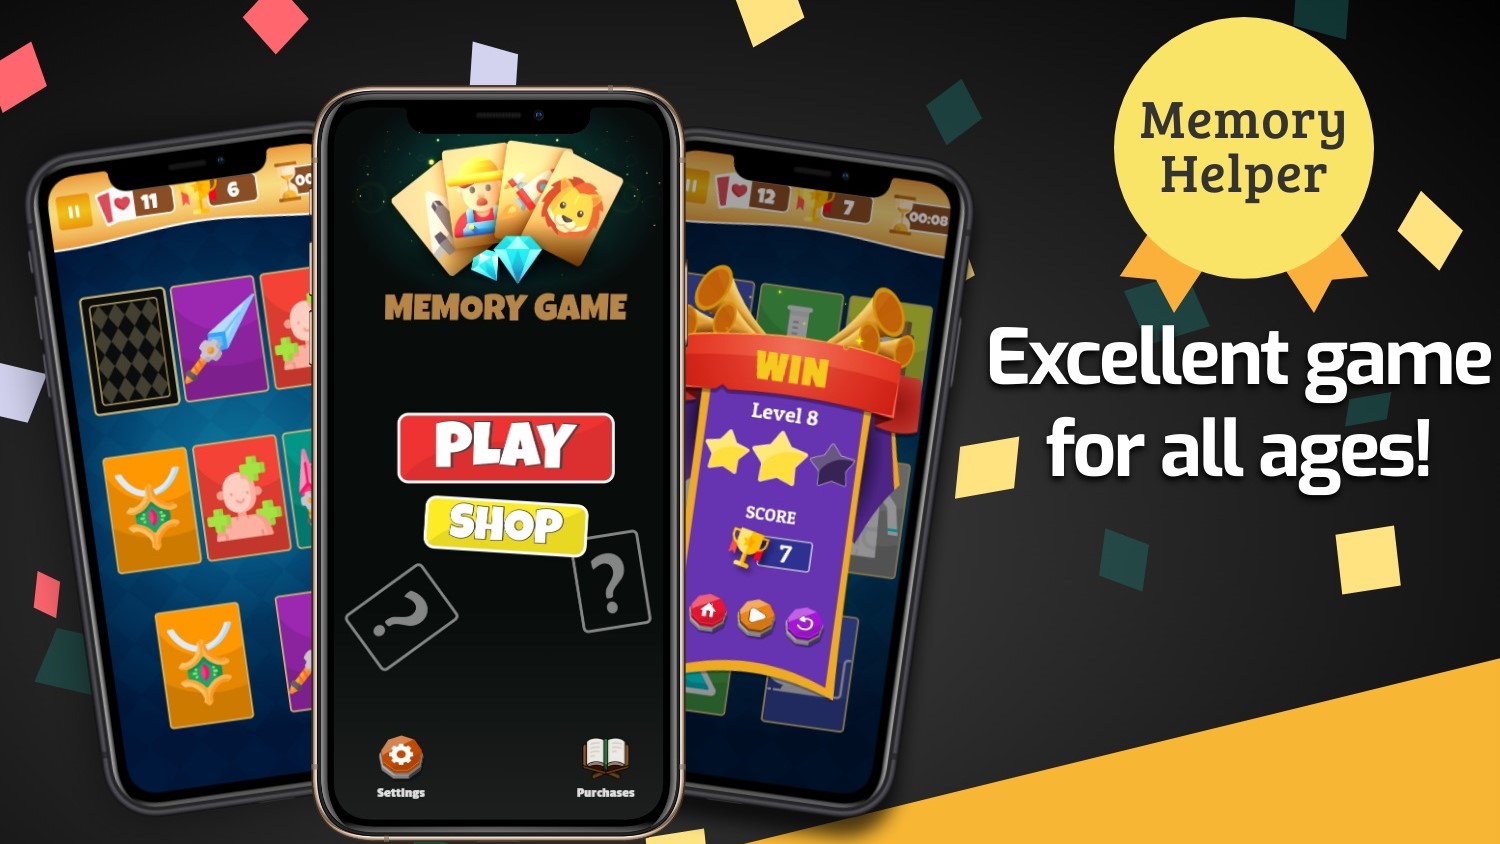 Memory
Helper
Excellent game
for all ages!
11
6
00
MEMORY GAME
PLAY
SHOP
?
?
Settings
Purchases
12
7
00:08
WIN
Level 8
SCORE
7